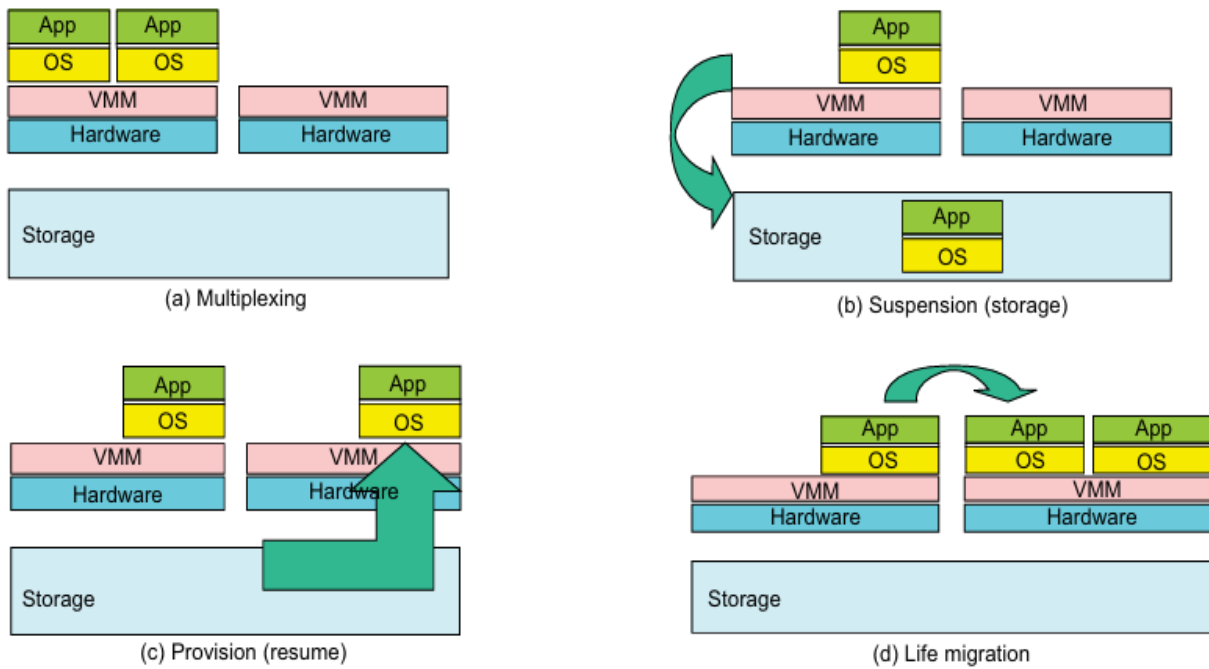 App App
OS OS
VMM VMM
Hardware Hardware
Storage
(a) Multiplexing
App
OS
VMM VMM
Hardware Hardware
App
Storage
OS
(b) Suspension (storage)
App App
OS OS
VMM VMM
Hardware Hardware
Storage
(c) Provision (resume)
App App App
OS OS OS
VMM VMM
Hardware Hardware
Storage
(d) Life migration